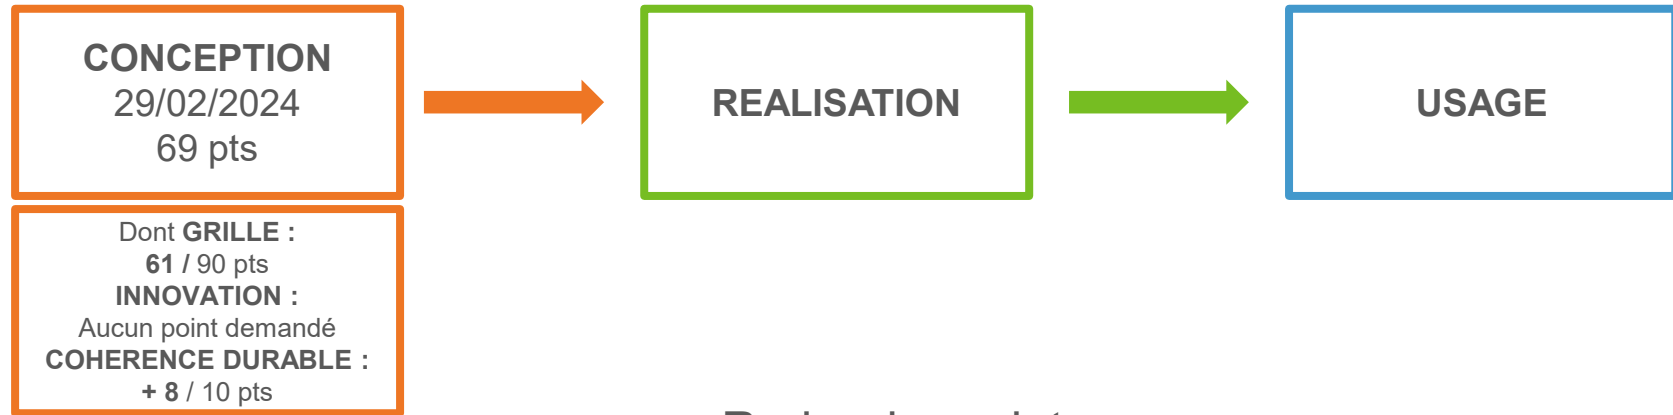 CONCEPTION
29/02/2024
69 pts
REALISATION
USAGE
Dont GRILLE :
61 / 90 pts
INNOVATION :
Aucun point demandé
COHERENCE DURABLE :
+ 8 / 10 pts